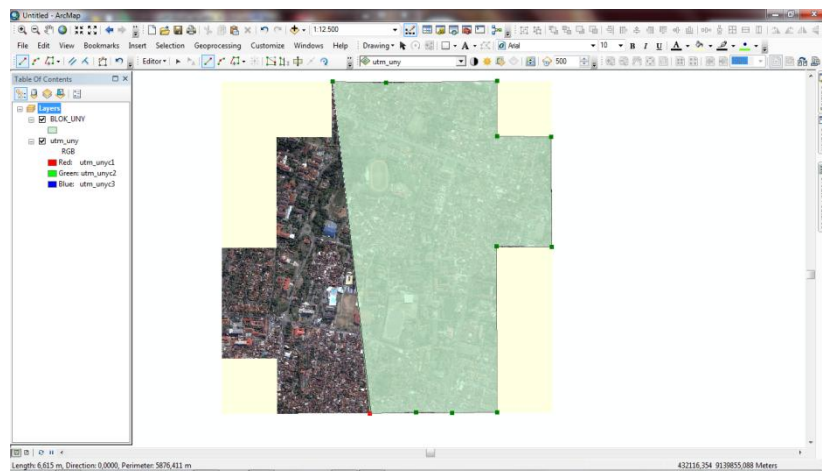 Untitled - ArcMap
1:12.500
File Edit View Bookmarks Insert Selection Geoprocessing Customize Windows Help
Drawing
A
Arial
10
B I U A
Editor
utm_uny
500
Table Of Contents
Layers
BLOK_UNY
utm_uny
RGB
Red: utm_unyc1
Green: utm_unyc2
Blue: utm_unyc3
Length: 6,615 m, Direction: 0,0000, Perimeter: 5876,411 m
432116,354 9139855,088 Meters